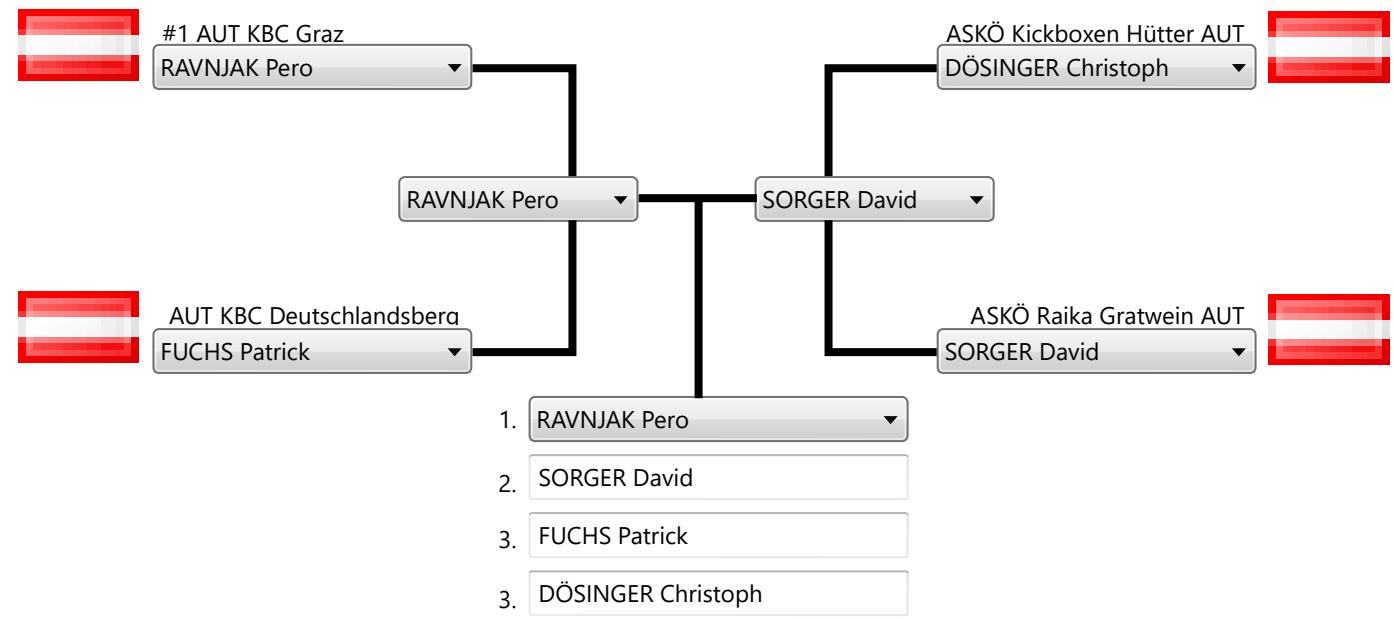 #1 AUT KBC Graz
RAVNJAK Pero
ASKÖ Kickboxen Hütter AUT
DÖSINGER Christoph
RAVNJAK Pero
SORGER David
AUT KBC Deutschlandsberg
FUCHS Patrick
ASKÖ Raika Gratwein AUT
SORGER David
1. RAVNJAK Pero
2. SORGER David
3. FUCHS Patrick
3. DÖSINGER Christoph